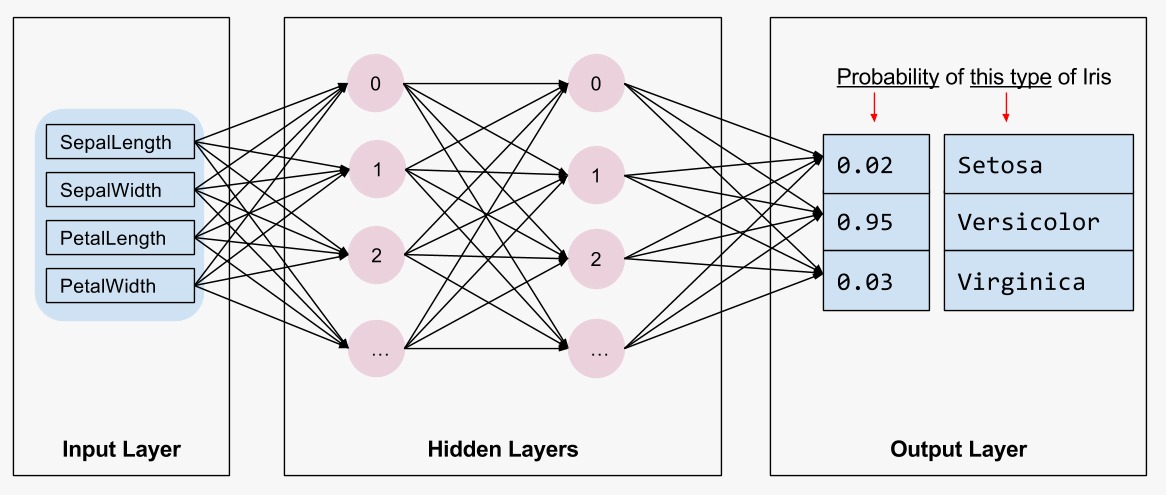 SepalLength
SepalWidth
PetalLength
PetalWidth
Input Layer
0
1
2
...
0
1
2
...
Hidden Layers
Probability of this type of Iris
0.02 Setosa
0.95 Versicolor
0.03 Virginica
Output Layer